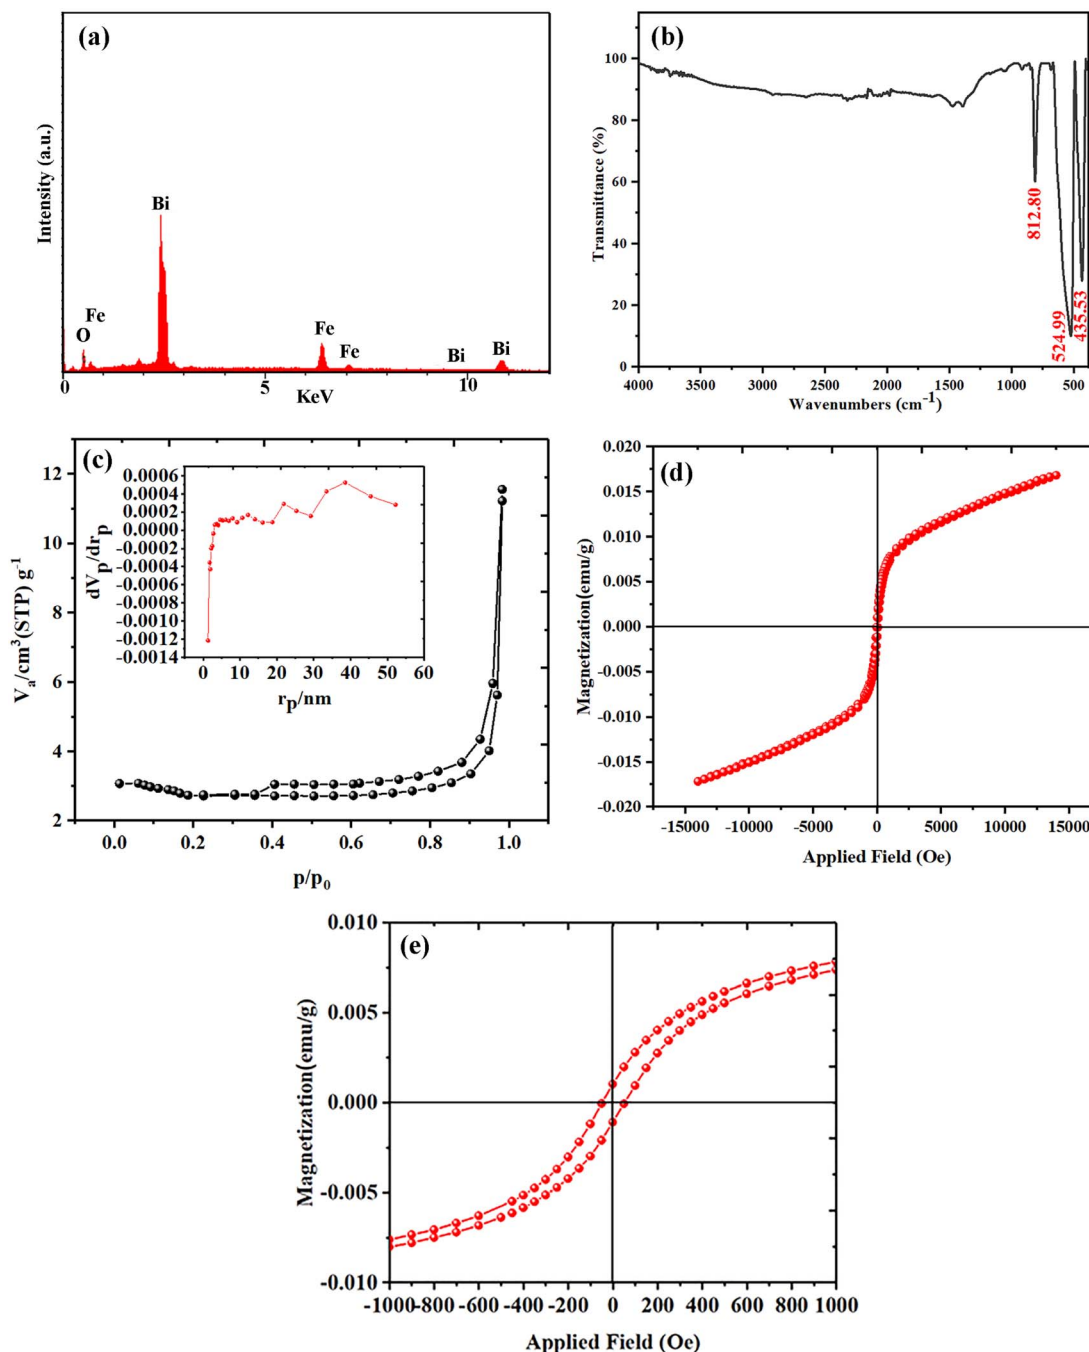 (a)
Intensity (a.u.)
Bi
Fe
O
Fe
Fe
Bi
Bi
0 5 10
KeV
(b)
Transmittance (%)
100
80
60
40
20
0
812.80
524.99
435.53
4000 3500 3000 2500 2000 1500 1000 500
Wavenumbers (cm⁻¹)
(c)
Vₐ/cm³(STP) g⁻¹
12
10
8
6
4
2
0.0 0.2 0.4 0.6 0.8 1.0
p/p₀
dVₚ/drₚ
0.0006
0.0004
0.0002
0.0000
-0.0002
-0.0004
-0.0006
-0.0008
-0.0010
-0.0012
-0.0014
0 10 20 30 40 50 60
rₚ/nm
(d)
Magnetization(emu/g)
0.020
0.015
0.010
0.005
0.000
-0.005
-0.010
-0.015
-0.020
-15000 -10000 -5000 0 5000 10000 15000
Applied Field (Oe)
(e)
Magnetization(emu/g)
0.010
0.005
0.000
-0.005
-0.010
-1000 -800 -600 -400 -200 0 200 400 600 800 1000
Applied Field (Oe)